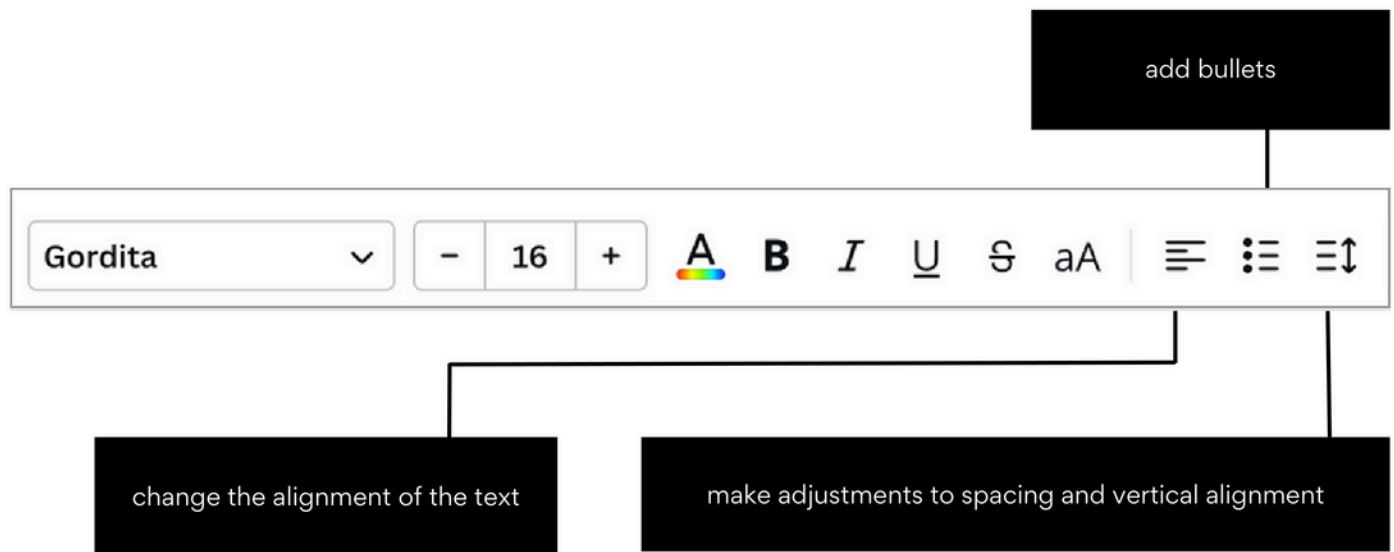 add bullets
Gordita - 16 + A B I U S aA
change the alignment of the text
make adjustments to spacing and vertical alignment